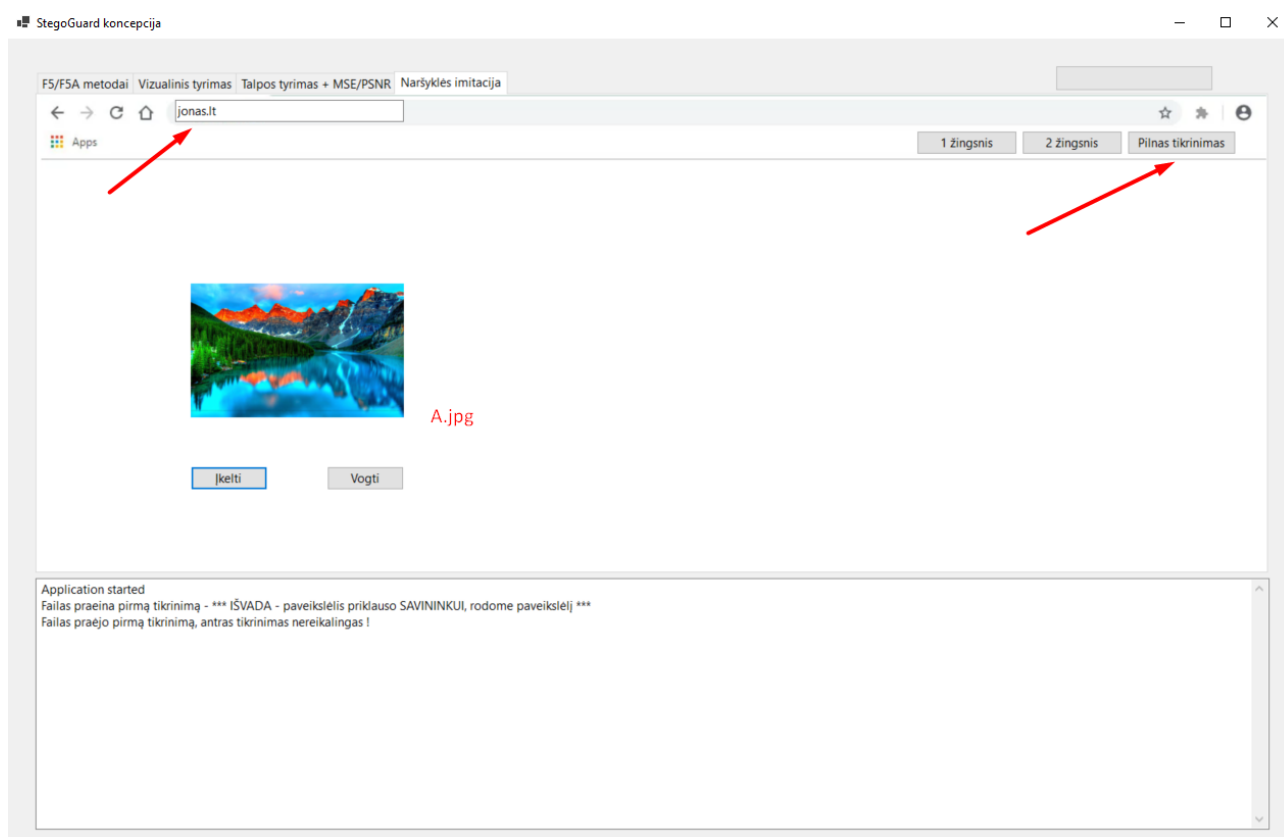 StegoGuard koncepcija
F5/F5A metodai Vizualinis tyrimas Talpos tyrimas + MSE/PSNR Naršyklės imitacija
jonas.lt
Apps
1 žingsnis 2 žingsnis Pilnas tikrinimas
A.jpg
Įkelti Vogti
Application started
Failas praeina pirmą tikrinimą - *** IŠVADA - paveikslėlis priklauso SAVININKUI, rodome paveikslėlį ***
Failas praėjo pirmą tikrinimą, antras tikrinimas nereikalingas !